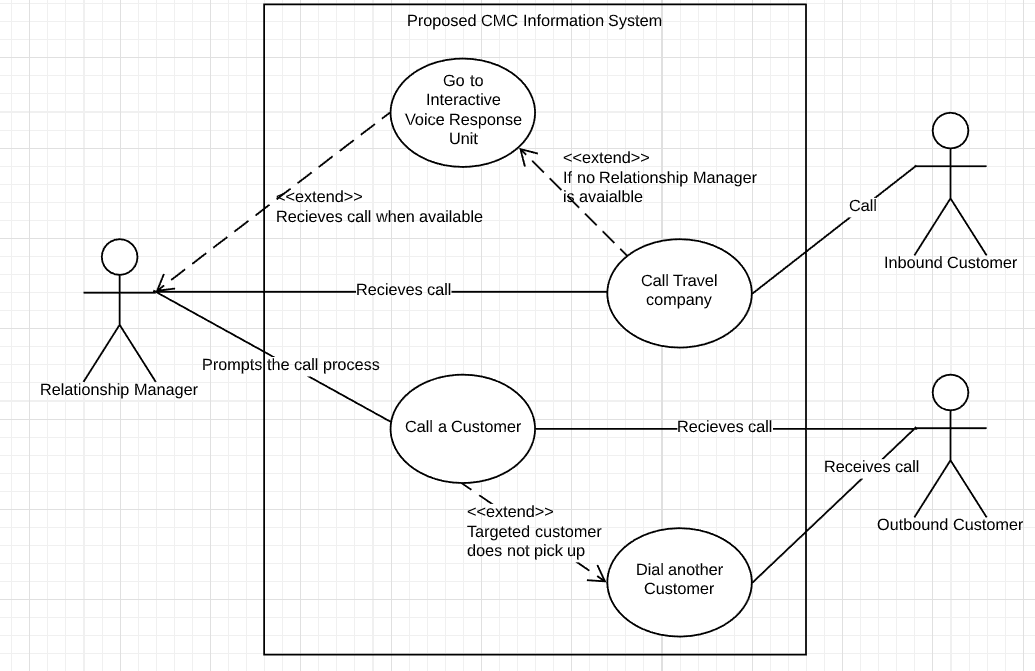 Proposed CMC Information System
Go to
Interactive
Voice Response
Unit
<<extend>>
If no Relationship Manager
is avaialble
<<extend>>
Recieves call when available
Call
Inbound Customer
Call Travel
company
Recieves call
Relationship Manager
Prompts the call process
Call a Customer
Recieves call
Receives call
Outbound Customer
<<extend>>
Targeted customer
does not pick up
Dial another
Customer